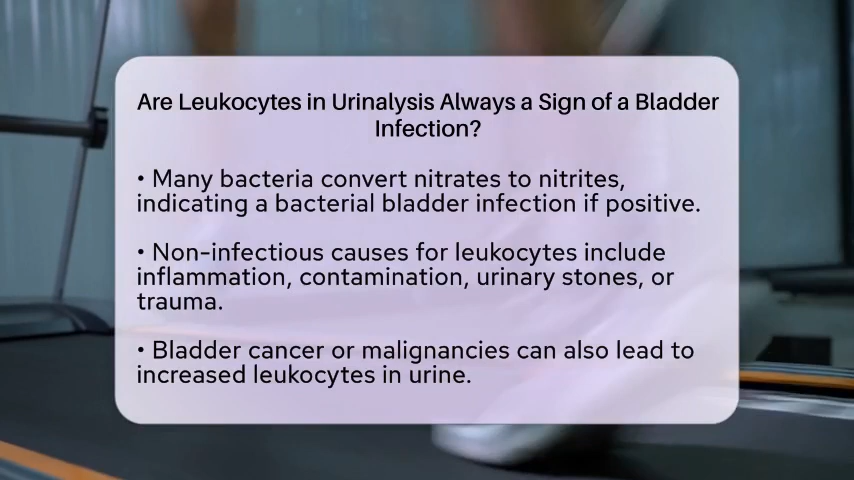 Are Leukocytes in Urinalysis Always a Sign of a Bladder
Infection?
• Many bacteria convert nitrates to nitrites,
indicating a bacterial bladder infection if positive.
• Non-infectious causes for leukocytes include
inflammation, contamination, urinary stones, or
trauma.
• Bladder cancer or malignancies can also lead to
increased leukocytes in urine.